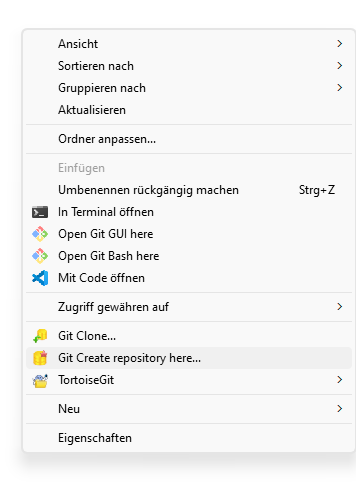 Ansicht
Sortieren nach
Gruppieren nach
Aktualisieren
Ordner anpassen...
Einfügen
Umbenennen rückgängig machen Strg+Z
In Terminal öffnen
Open Git GUI here
Open Git Bash here
Mit Code öffnen
Zugriff gewähren auf
Git Clone...
Git Create repository here...
TortoiseGit
Neu
Eigenschaften